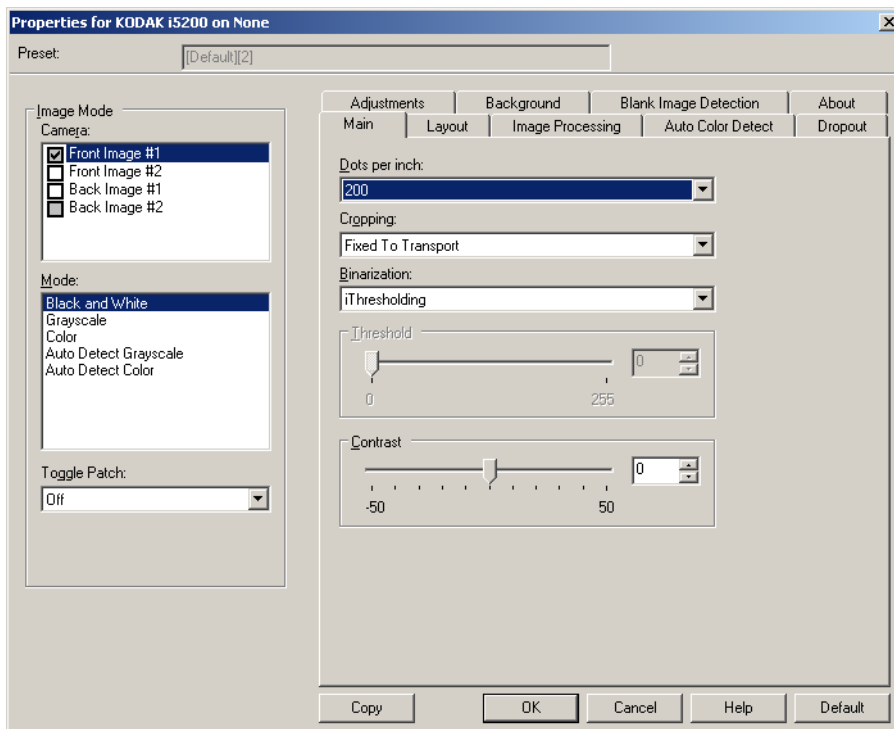 Properties for KODAK i5200 on None
Preset:
[Default][2]
Image Mode
Camera:
Front Image #1
Front Image #2
Back Image #1
Back Image #2
Mode:
Black and White
Grayscale
Color
Auto Detect Grayscale
Auto Detect Color
Toggle Patch:
Off
Adjustments Background Blank Image Detection About
Main Layout Image Processing Auto Color Detect Dropout
Dots per inch:
200
Cropping:
Fixed To Transport
Binarization:
iThresholding
Threshold
0
0 255
Contrast
0
-50 50
Copy OK Cancel Help Default